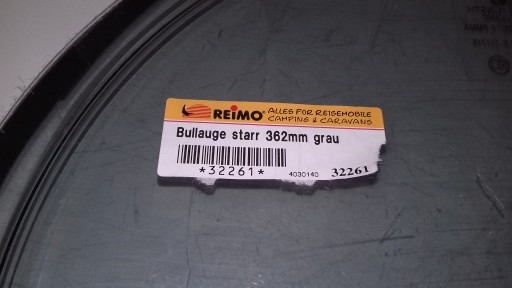 REIMO® ALLES FÜR REISEMOBILE
CAMPING & CARAVANS
Bullauge starr 362mm grau
*32261* 4030140 32261